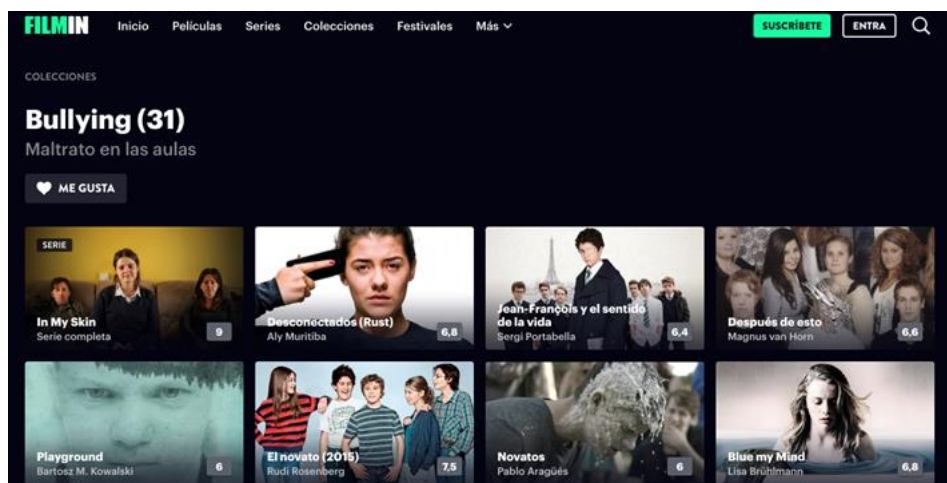 FILMIN Inicio Películas Series Colecciones Festivales Más SUSCRÍBETE ENTRA
COLECCIONES
Bullying (31)
Maltrato en las aulas
ME GUSTA
SERIE
In My Skin
Serie completa
9
Desconectados (Rust)
Aly Muritiba
6,8
Jean-François y el sentido
de la vida
Sergi Portabella
6,4
Después de esto
Magnus van Horn
6,6
Playground
Bartosz M. Kowalski
6
El novato (2015)
Rudi Rosenberg
7,5
Novatos
Pablo Aragüés
6
Blue my Mind
Lisa Brühlmann
6,8